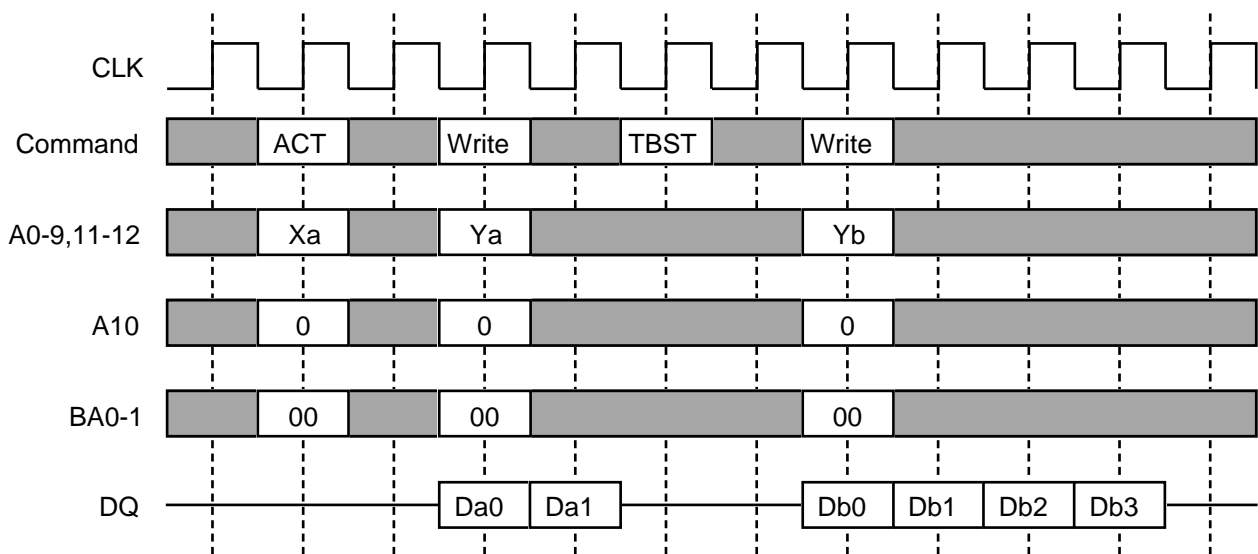 CLK
Command ACT Write TBST Write
A0-9,11-12 Xa Ya Yb
A10 0 0 0
BA0-1 00 00 00
DQ Da0 Da1 Db0 Db1 Db2 Db3